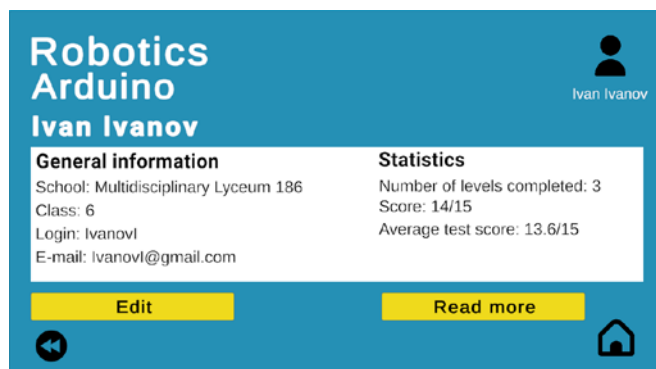 Robotics
Arduino
Ivan Ivanov
Ivan Ivanov
General information
School: Multidisciplinary Lyceum 186
Class: 6
Login: IvanovI
E-mail: IvanovI@gmail.com
Statistics
Number of levels completed: 3
Score: 14/15
Average test score: 13.6/15
Edit
Read more